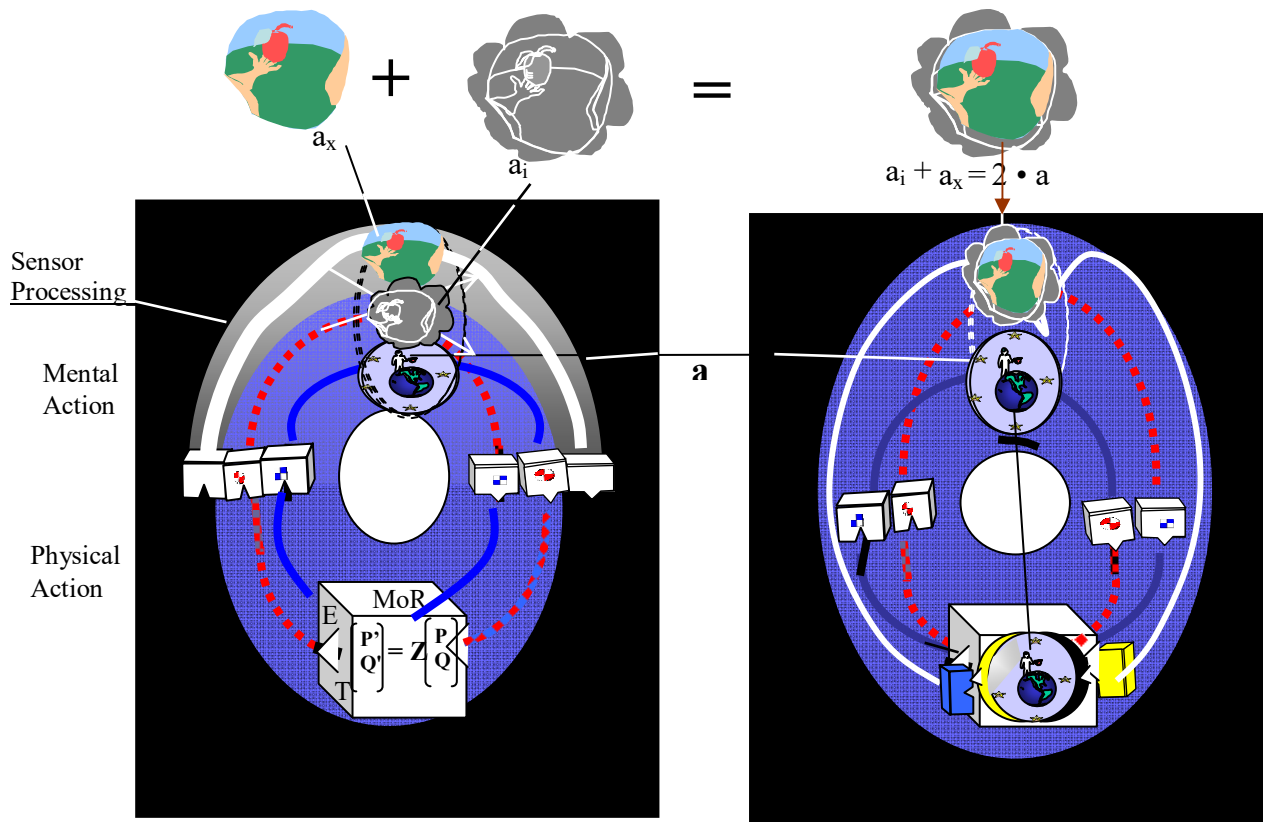 +
=
aₓ
aᵢ
aᵢ + aₓ = 2 • a
Sensor
Processing
a
Mental
Action
Physical
Action
MoR
E
P' = Z P
Q' Q
T